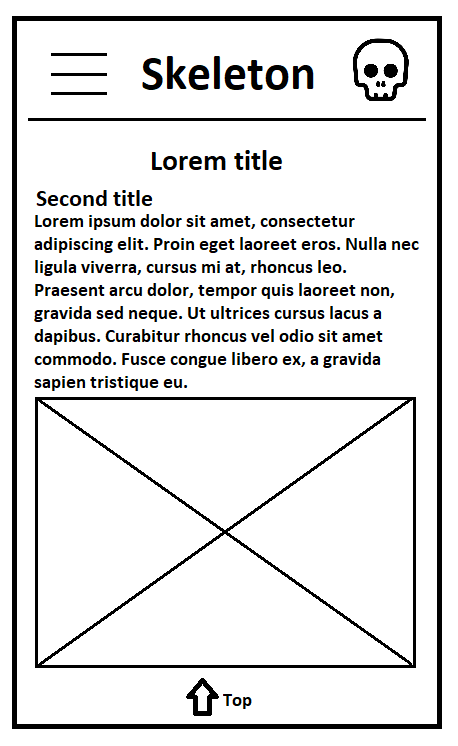 Skeleton
Lorem title
Second title
Lorem ipsum dolor sit amet, consectetur
adipiscing elit. Proin eget laoreet eros. Nulla nec
ligula viverra, cursus mi at, rhoncus leo.
Praesent arcu dolor, tempor quis laoreet non,
gravida sed neque. Ut ultrices cursus lacus a
dapibus. Curabitur rhoncus vel odio sit amet
commodo. Fusce congue libero ex, a gravida
sapien tristique eu.
Top